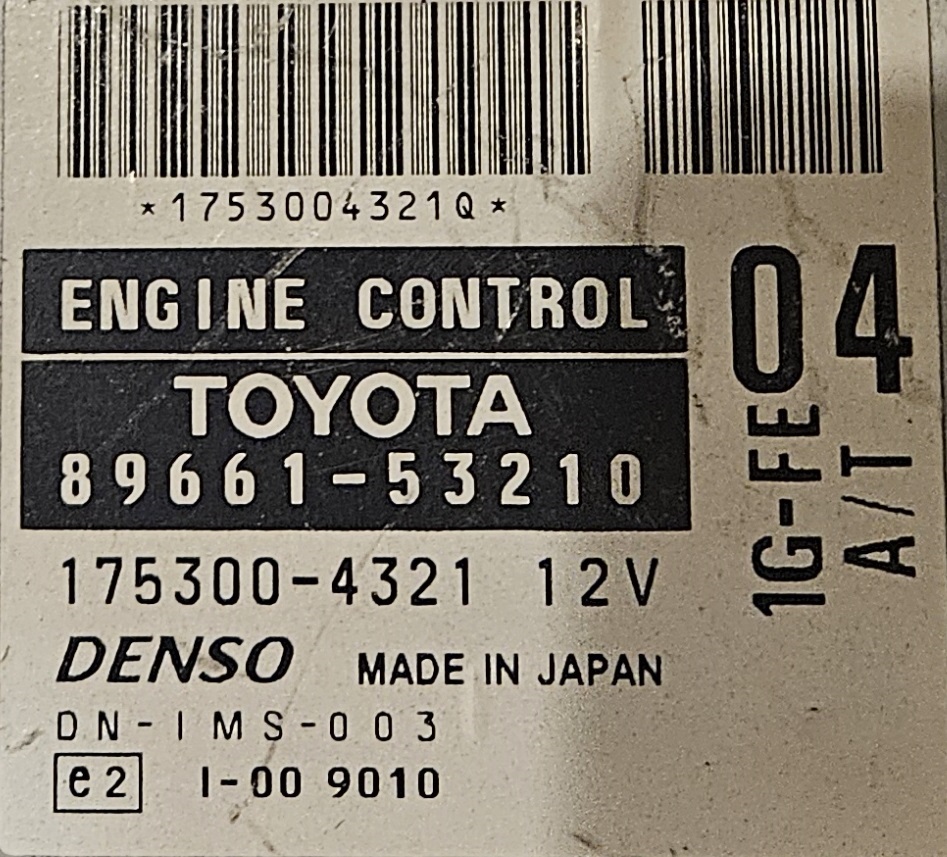 *1753004321Q*
ENGINE CONTROL
TOYOTA
89661-53210
175300-4321 12V
DENSO MADE IN JAPAN
DN-IMS-003
e2 I-00 9010
04
1G-FE
A/T